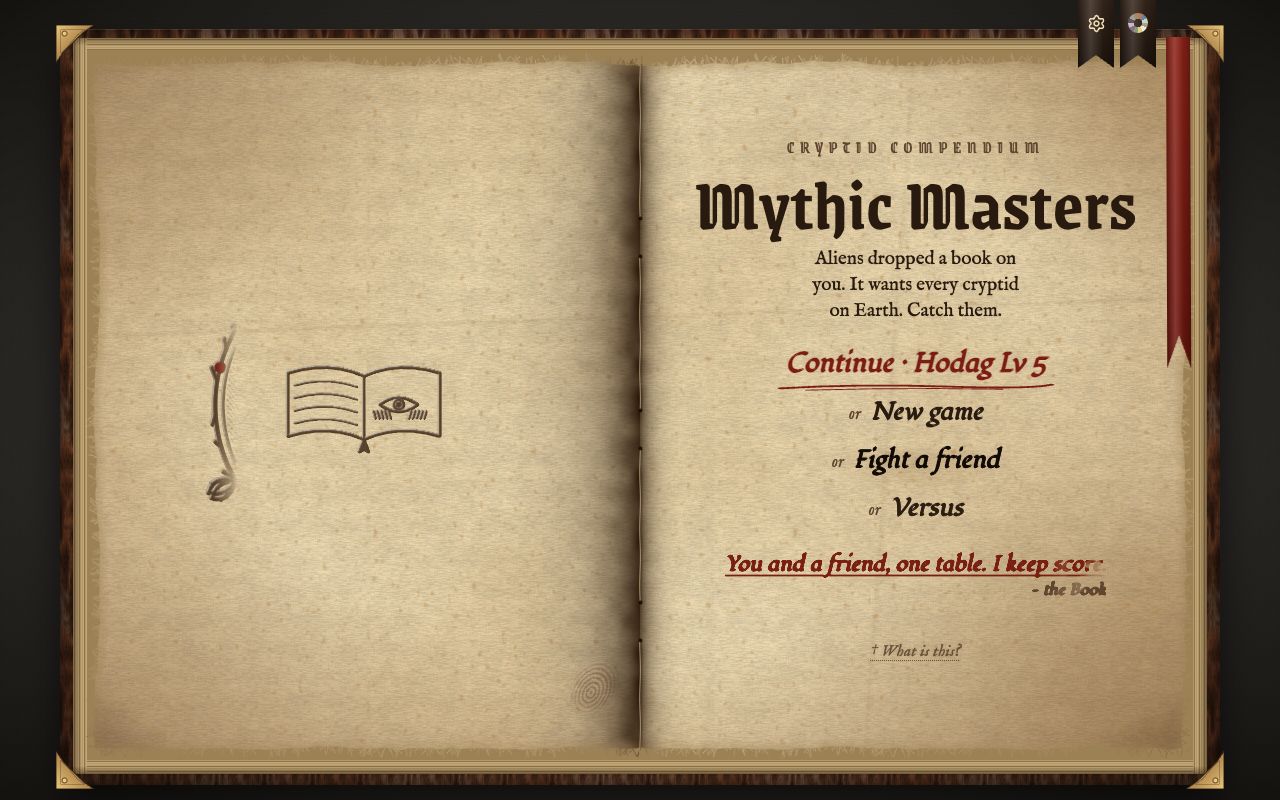 CRYPTID COMPENDIUM
Mythic Masters
Aliens dropped a book on
you. It wants every cryptid
on Earth. Catch them.
Continue · Hodag Lv 5
or New game
or Fight a friend
or Versus
You and a friend, one table. I keep score.
- the Book
† What is this?